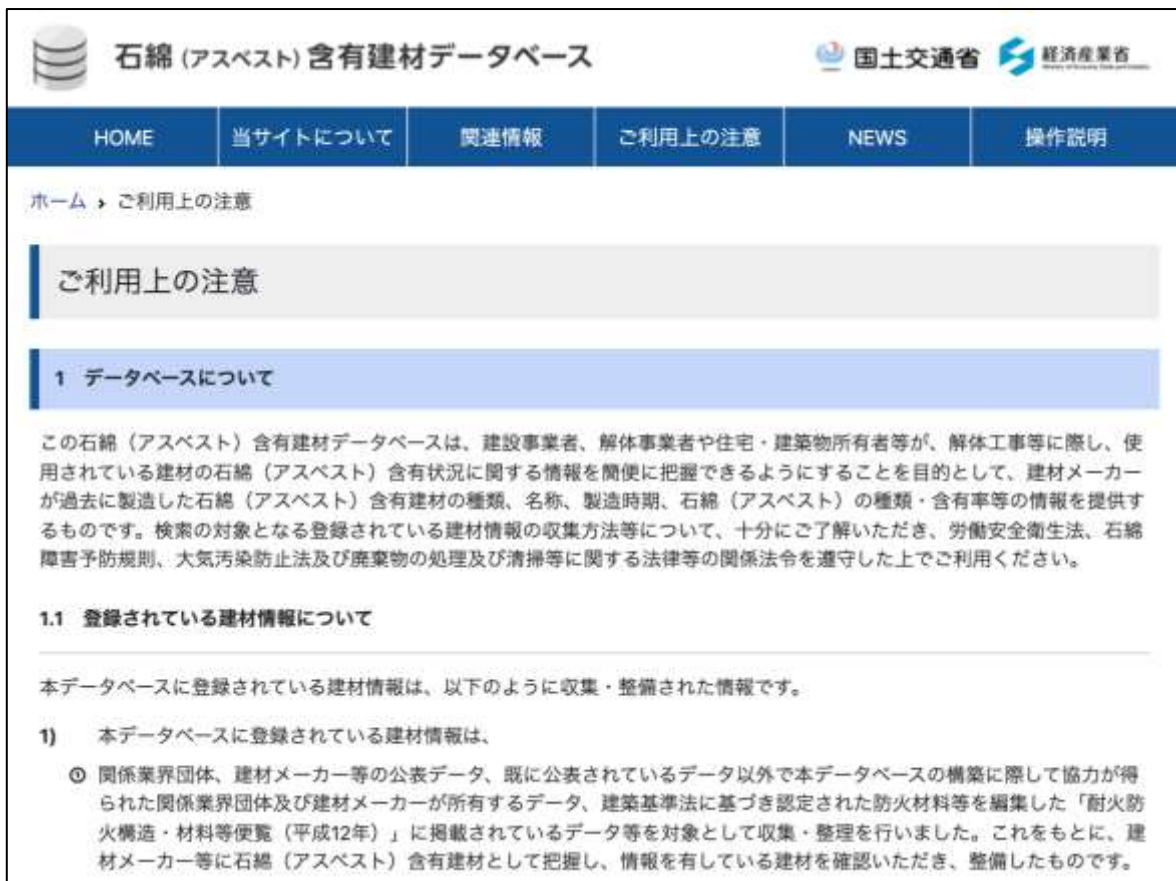 石綿 (アスベスト) 含有建材データベース
国土交通省
経済産業省
HOME
当サイトについて
関連情報
ご利用上の注意
NEWS
操作説明
ホーム › ご利用上の注意
ご利用上の注意
1 データベースについて
この石綿（アスベスト）含有建材データベースは、建設事業者、解体事業者や住宅・建築物所有者等が、解体工事等に際し、使
用されている建材の石綿（アスベスト）含有状況に関する情報を簡便に把握できるようにすることを目的として、建材メーカー
が過去に製造した石綿（アスベスト）含有建材の種類、名称、製造時期、石綿（アスベスト）の種類・含有率等の情報を提供す
るものです。検索の対象となる登録されている建材情報の収集方法等について、十分にご了解いただき、労働安全衛生法、石綿
障害予防規則、大気汚染防止法及び廃棄物の処理及び清掃等に関する法律等の関係法令を遵守した上でご利用ください。
1.1 登録されている建材情報について
本データベースに登録されている建材情報は、以下のように収集・整備された情報です。
1) 本データベースに登録されている建材情報は、
① 関係業界団体、建材メーカー等の公表データ、既に公表されているデータ以外で本データベースの構築に際して協力が得
られた関係業界団体及び建材メーカーが所有するデータ、建築基準法に基づき認定された防火材料等を編集した「耐火防
火構造・材料等便覧（平成12年）」に掲載されているデータ等を対象として収集・整理を行いました。これをもとに、建
材メーカー等に石綿（アスベスト）含有建材として把握し、情報を有している建材を確認いただき、整備したものです。